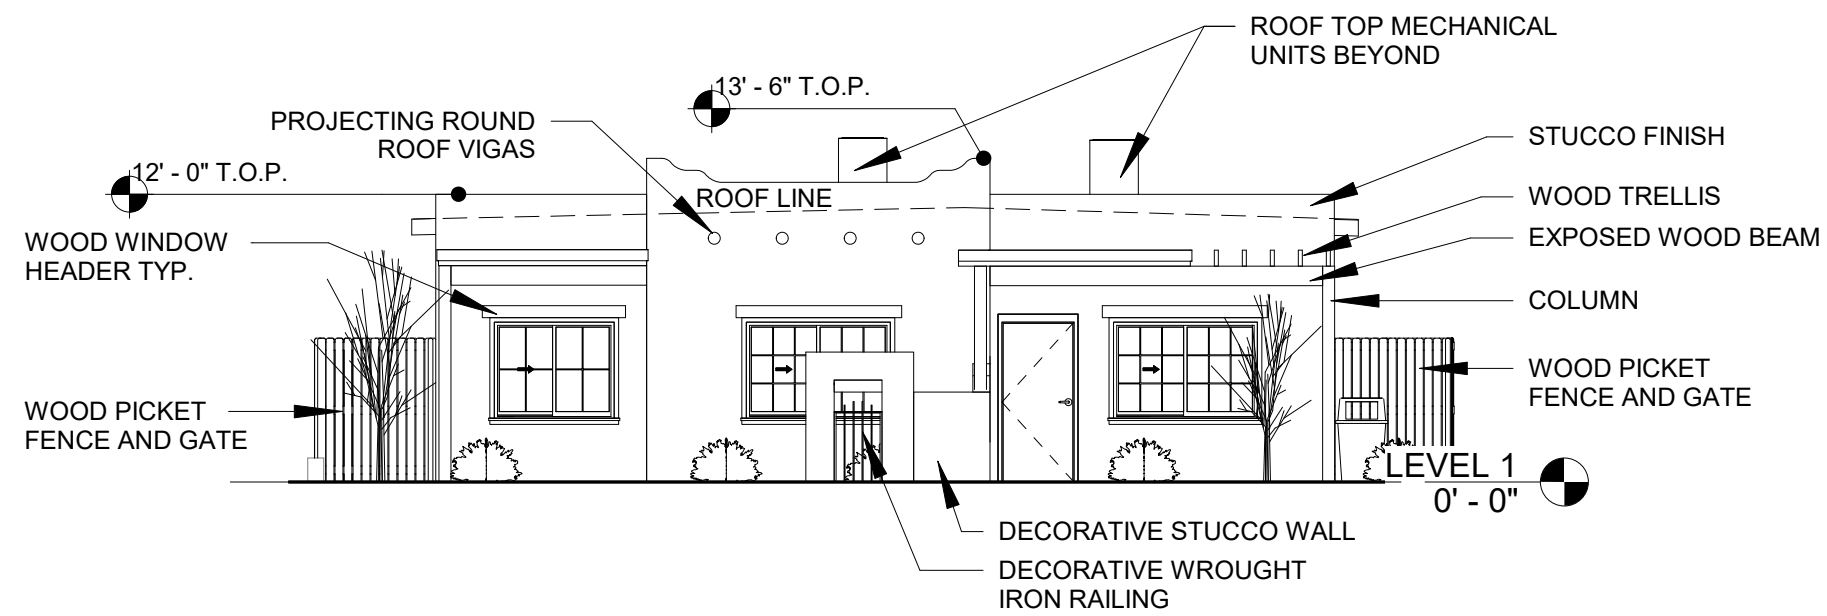 ROOF TOP MECHANICAL
UNITS BEYOND
13' - 6" T.O.P.
PROJECTING ROUND
ROOF VIGAS
STUCCO FINISH
12' - 0" T.O.P.
ROOF LINE
WOOD TRELLIS
WOOD WINDOW
HEADER TYP.
EXPOSED WOOD BEAM
COLUMN
WOOD PICKET
FENCE AND GATE
WOOD PICKET
FENCE AND GATE
LEVEL 1
0' - 0"
DECORATIVE STUCCO WALL
DECORATIVE WROUGHT
IRON RAILING